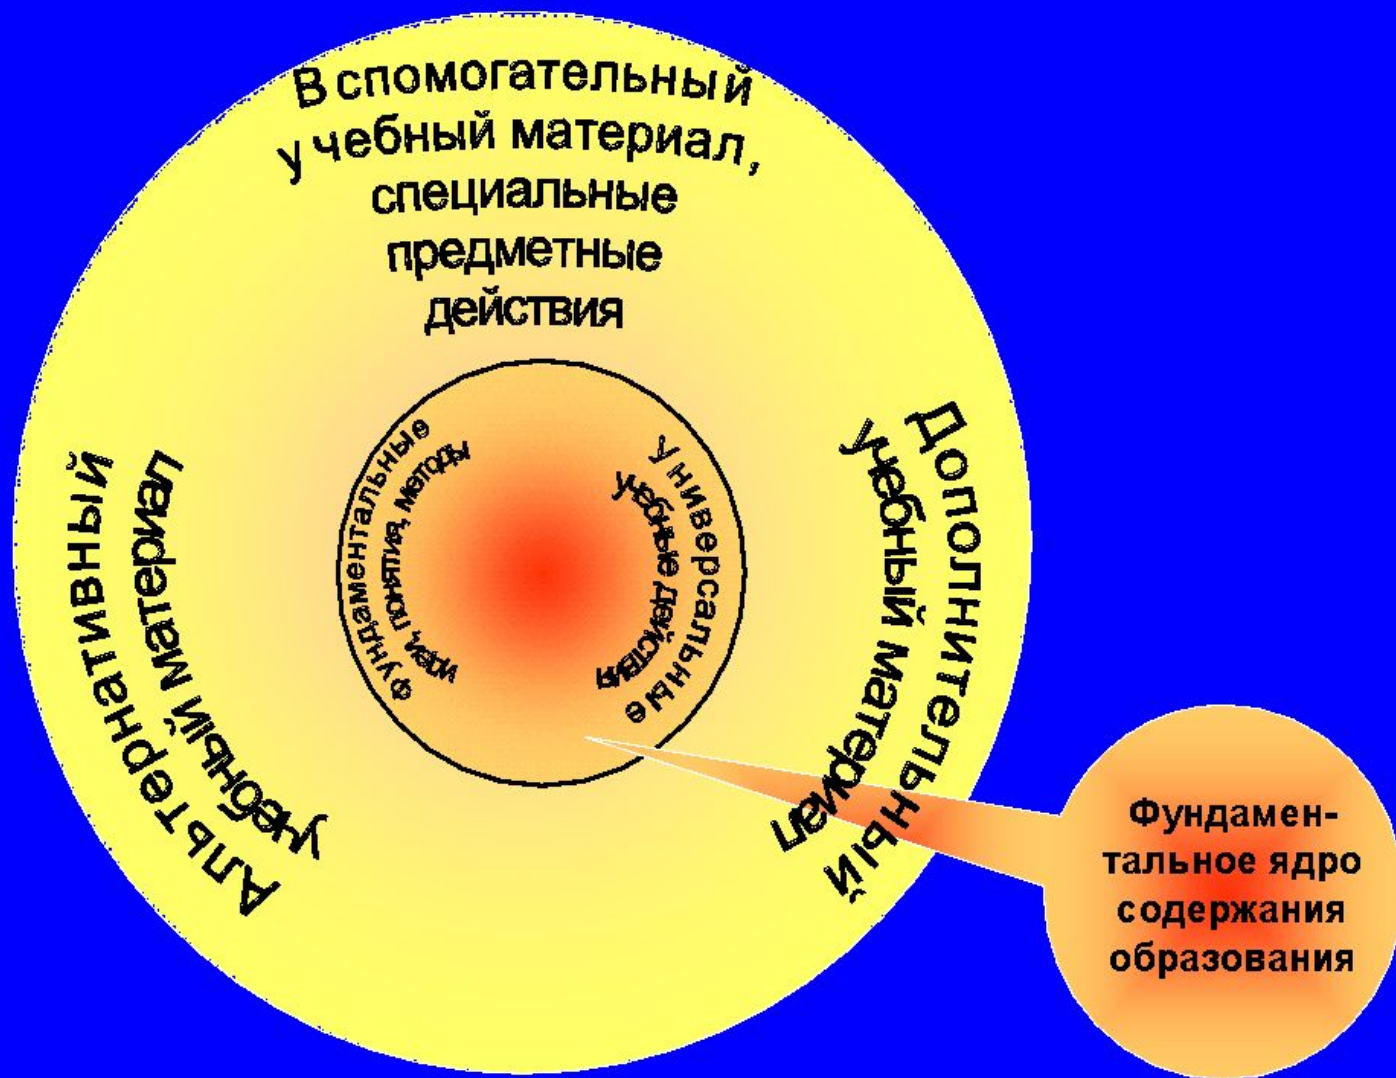 Вспомогательный
учебный материал,
специальные
предметные
действия
Альтернативный
учебный материал
фундаментальные
идеи, понятия, методы
Универсальные
учебные действия
Дополнительный
учебный материал
Фундамен-
тальное ядро
содержания
образования